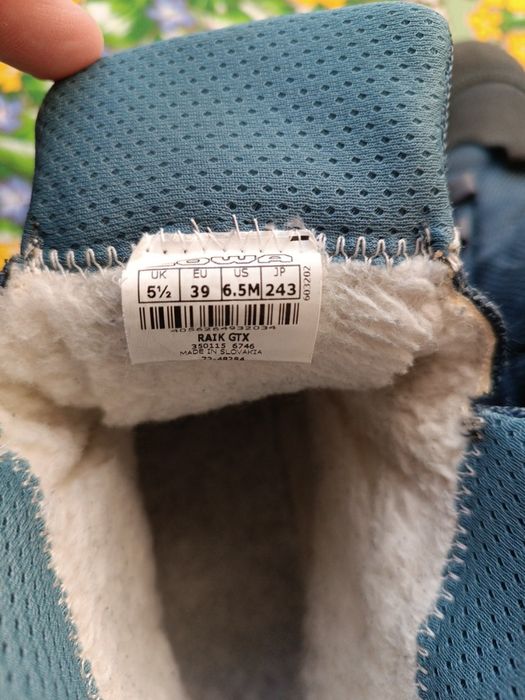 LOWA
UK EU US JP
5½ 39 6.5M 243
603202
4056264932034
RAIK GTX
350115 6746
MADE IN SLOVAKIA